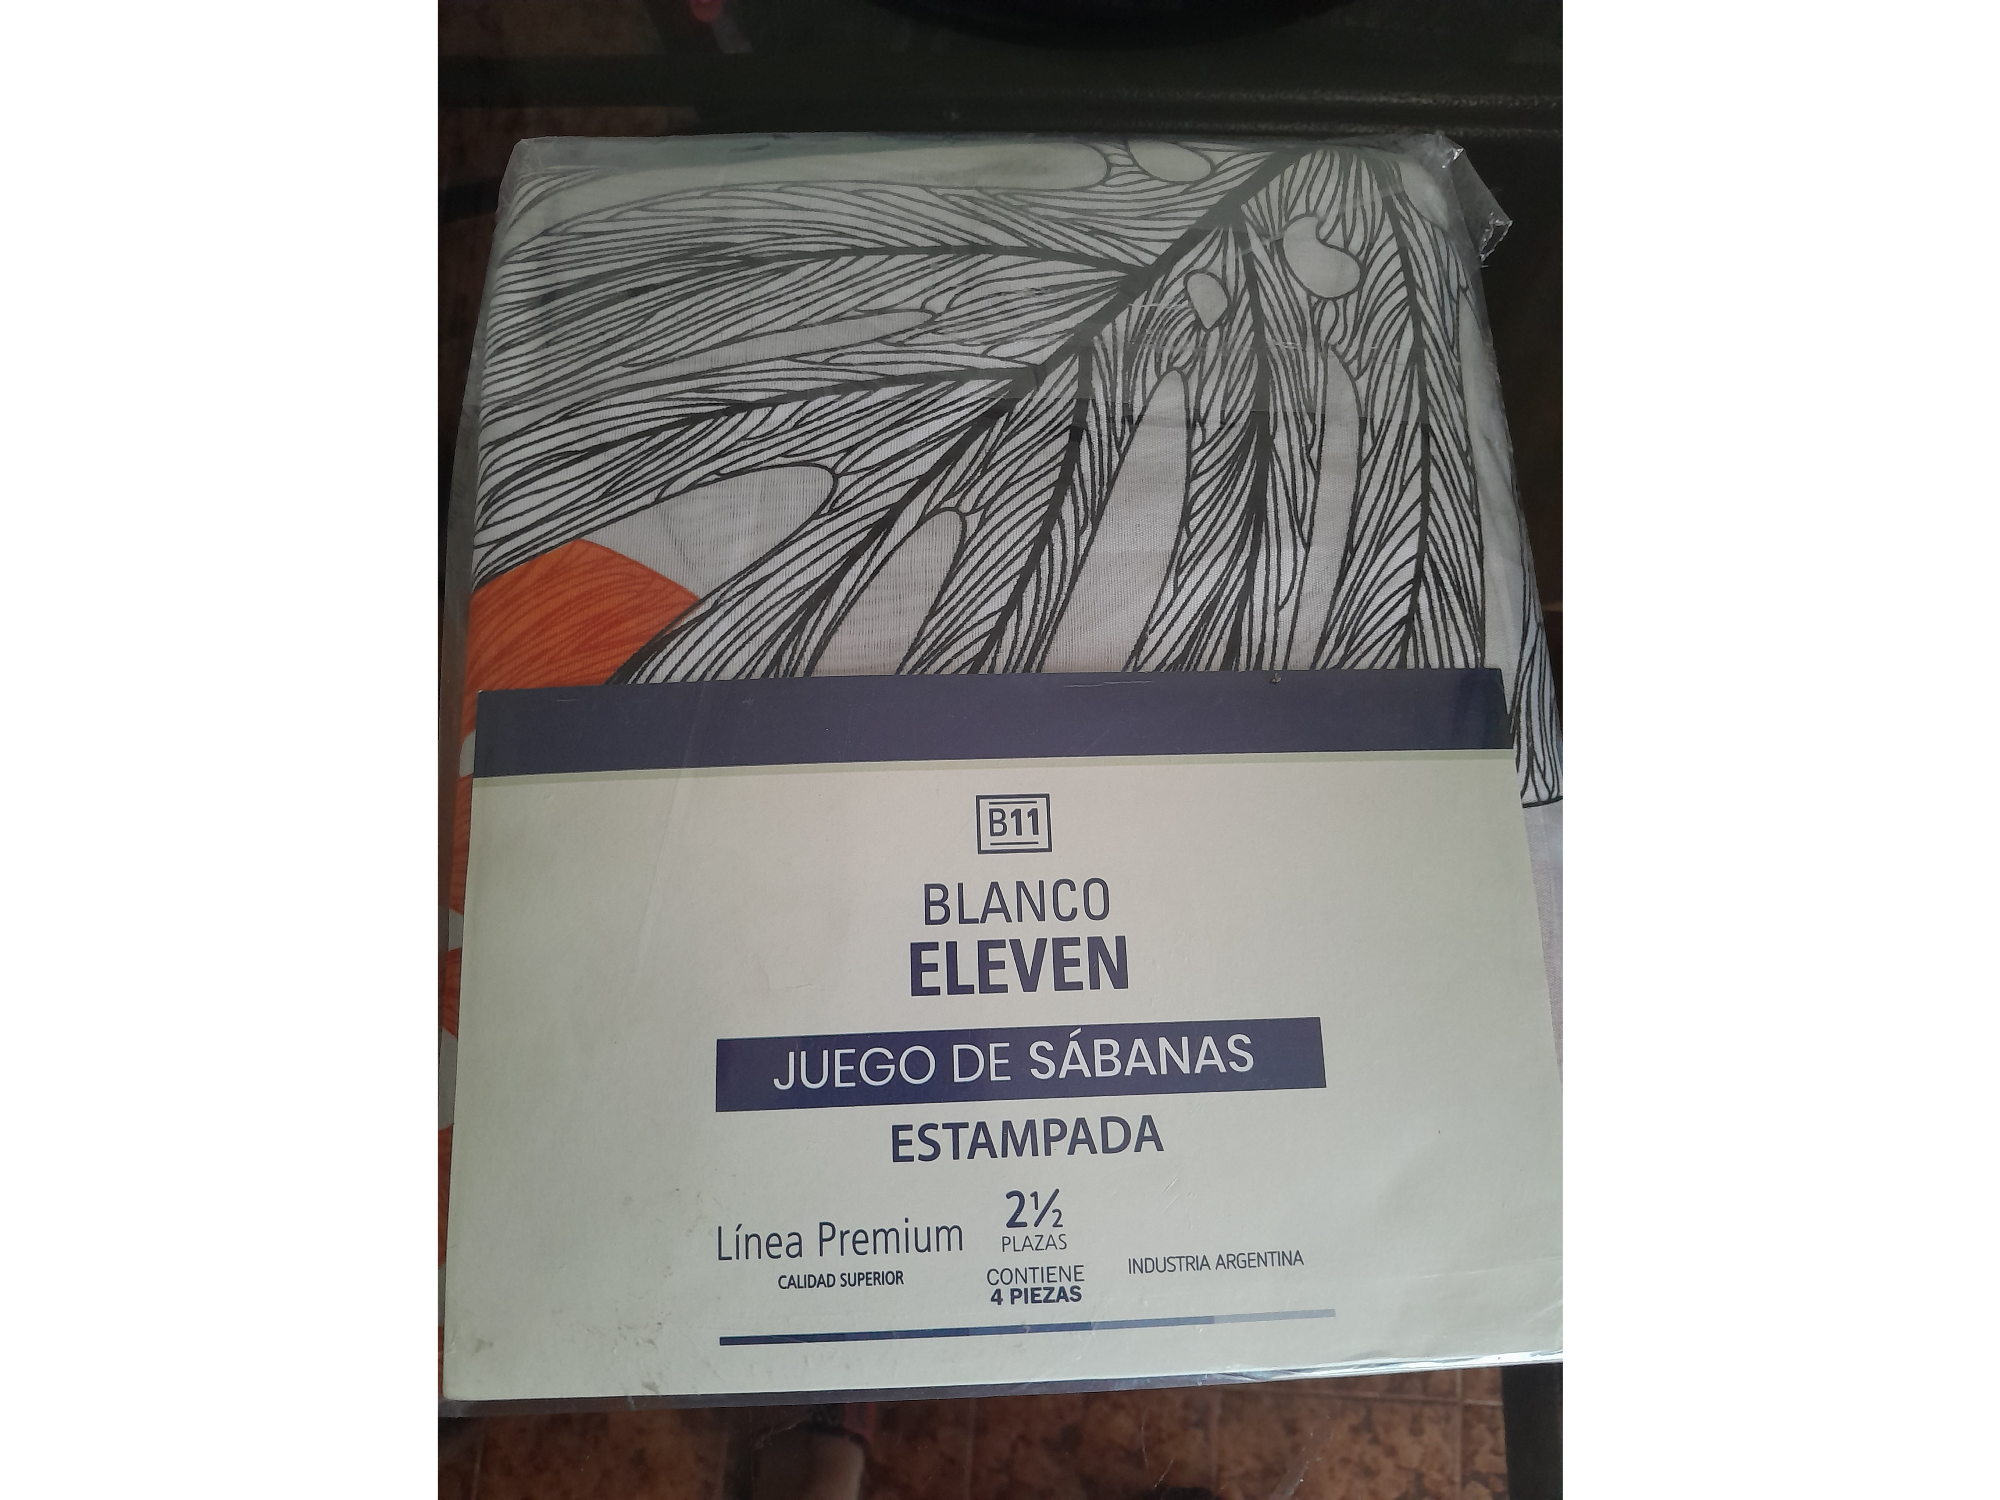 B11
BLANCO
ELEVEN
JUEGO DE SÁBANAS
ESTAMPADA
Línea Premium
CALIDAD SUPERIOR
2½
PLAZAS
CONTIENE
4 PIEZAS
INDUSTRIA ARGENTINA